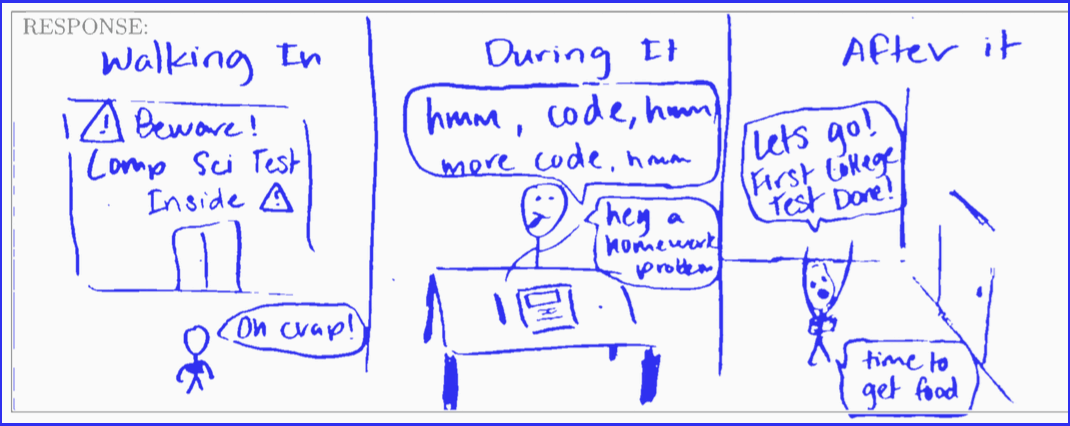 RESPONSE:
Walking In
Beware!
Comp Sci Test
Inside
Oh crap!
During It
hmm, code, hmm
more code, hmm
hey a
homework
problem
After it
Lets go!
First College
Test Done!
time to
get food